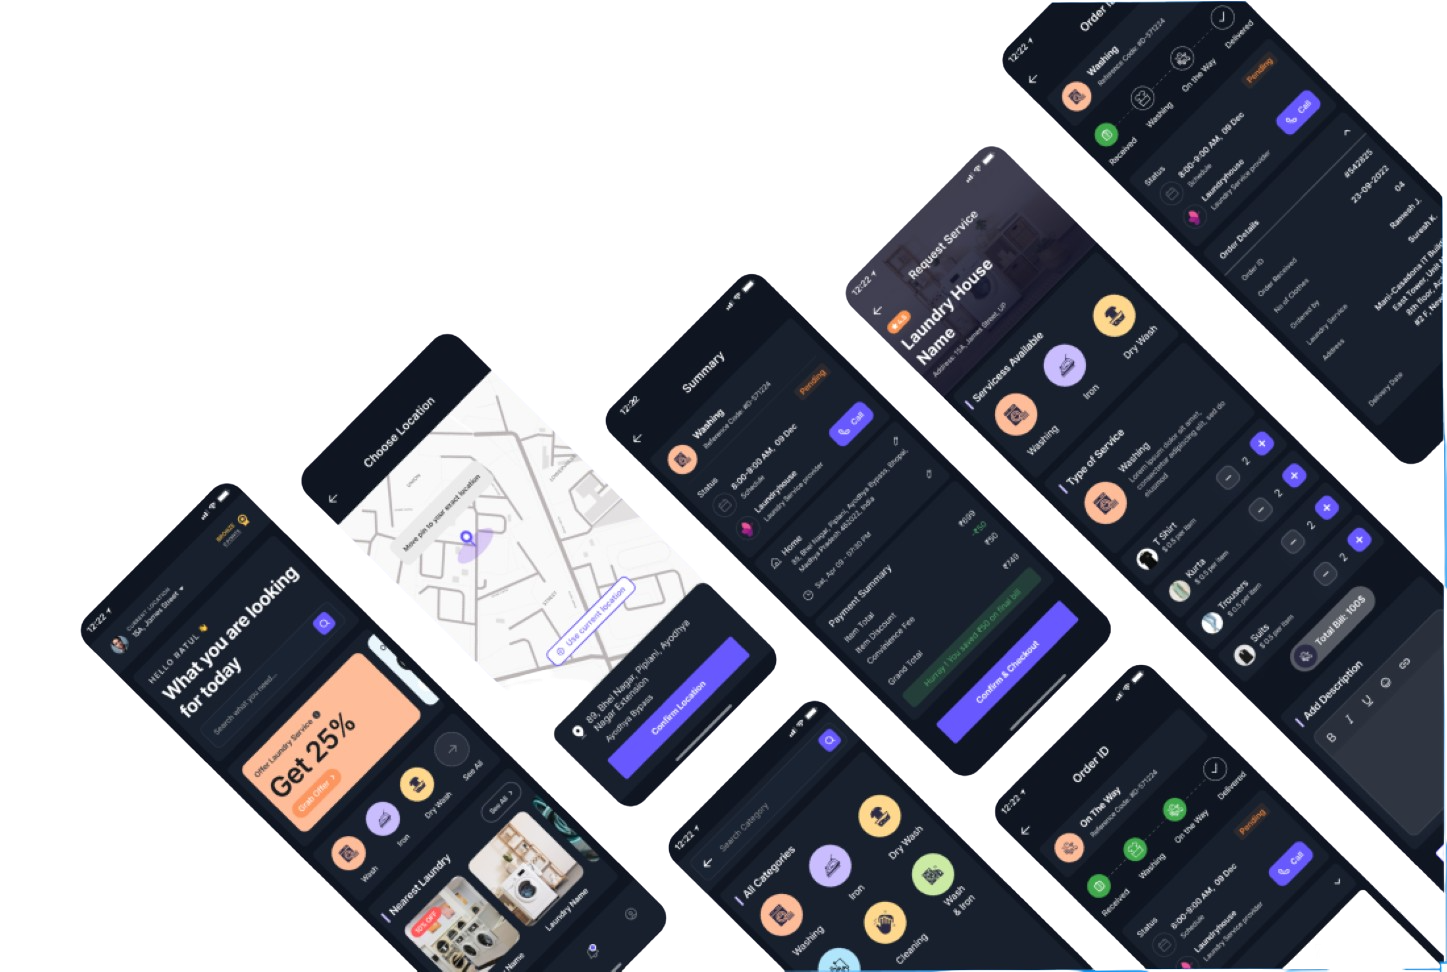 12:22
CURRENT LOCATION
15A, James Street
BRONZE
0 POINTS
HELLO RATUL 👋
What you are looking
for today
Search what you need...
Offer Laundry Service
Get 25%
Grab Offer >
Wash
Iron
Dry Wash
See All
Nearest Laundry
See All >
10% OFF
Laundry Name
Name
Choose Location
Move pin to your exact location
Use current location
89, Bhei Nagar, Piplani, Ayodhya
Nagar Extension
Ayodhya Bypass
Confirm Location
Summary
Washing
Reference Code: #D-571224
Status
Pending
8:00-9:00 AM, 09 Dec
Schedule
Laundryhouse
Laundry Service provider
Call
Home
89, Bhei Nagar, Piplani, Ayodhya Bypass, Bhopal,
Madhya Pradesh 462022, India
Sat, Apr 09 - 07:30 PM
Payment Summary
Item Total
₹699
Item Discount
-₹50
Convinience Fee
₹50
Grand Total
₹749
Hurray ! You saved ₹50 on final bill
Confirm & Checkout
12:22
Search Category
All Categories
Washing
Iron
Dry Wash
Cleaning
Wash
& Iron
12:22
Request Service
4.5
Laundry House
Name
Address: 15A, James Street, UP
Servicess Available
Washing
Iron
Dry Wash
Type of Service
Washing
Lorem ipsum dolor sit amet,
consectetur adipiscing elit, sed do
eiusmod
T Shirt
$ 0.5 per item
2
Kurta
$ 0.5 per item
2
Trousers
$ 0.5 per item
2
Suits
$ 0.5 per item
2
Total Bill: 100$
Add Description
B I U
12:22
Order ID
Washing
Reference Code: #D-571224
Received
Washing
On the Way
Delivered
Status
Pending
8:00-9:00 AM, 09 Dec
Schedule
Laundryhouse
Laundry Service provider
Call
Order Details
Order ID
#542825
Order Received
23-09-2022
No of Clothes
04
Ordered by
Ramesh J.
Laundry Service
Suresh K.
Address
Mani-Casadona IT Build
East Tower, Unit
8th floor,
Delivery Date
12:22
Order ID
On The Way
Reference Code: #D-571224
Received
Washing
On the Way
Delivered
Status
Pending
8:00-9:00 AM, 09 Dec
Schedule
Laundryhouse
Laundry Service provider
Call